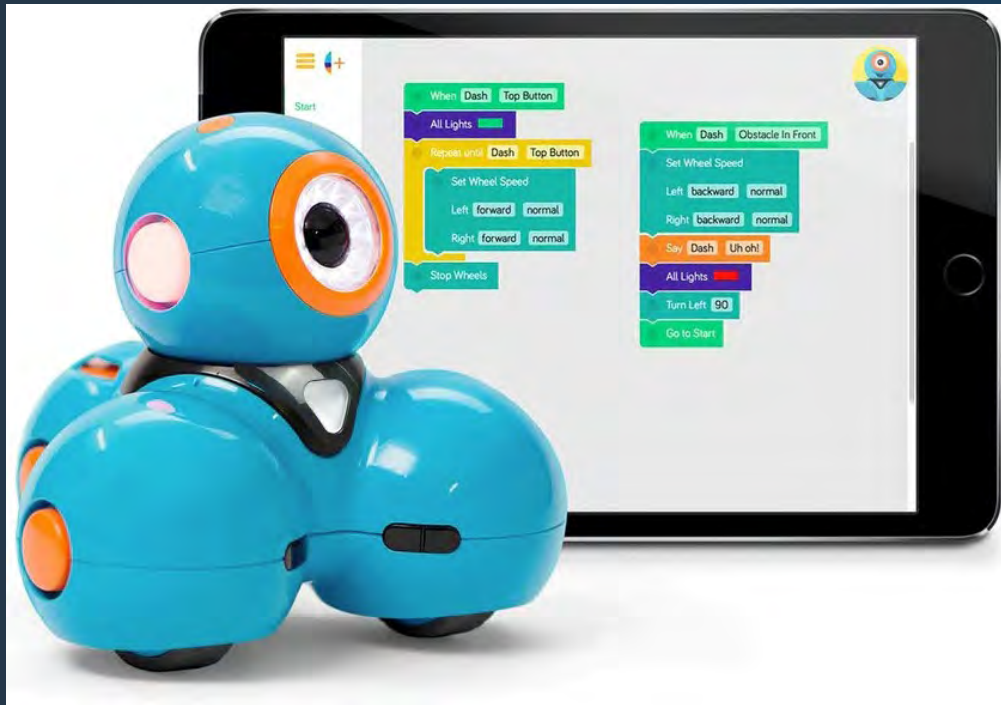 Start
When Dash Top Button
All Lights
Repeat until Dash Top Button
Set Wheel Speed
Left forward normal
Right forward normal
Stop Wheels
When Dash Obstacle In Front
Set Wheel Speed
Left backward normal
Right backward normal
Say Dash Uh oh!
All Lights
Turn Left 90
Go to Start